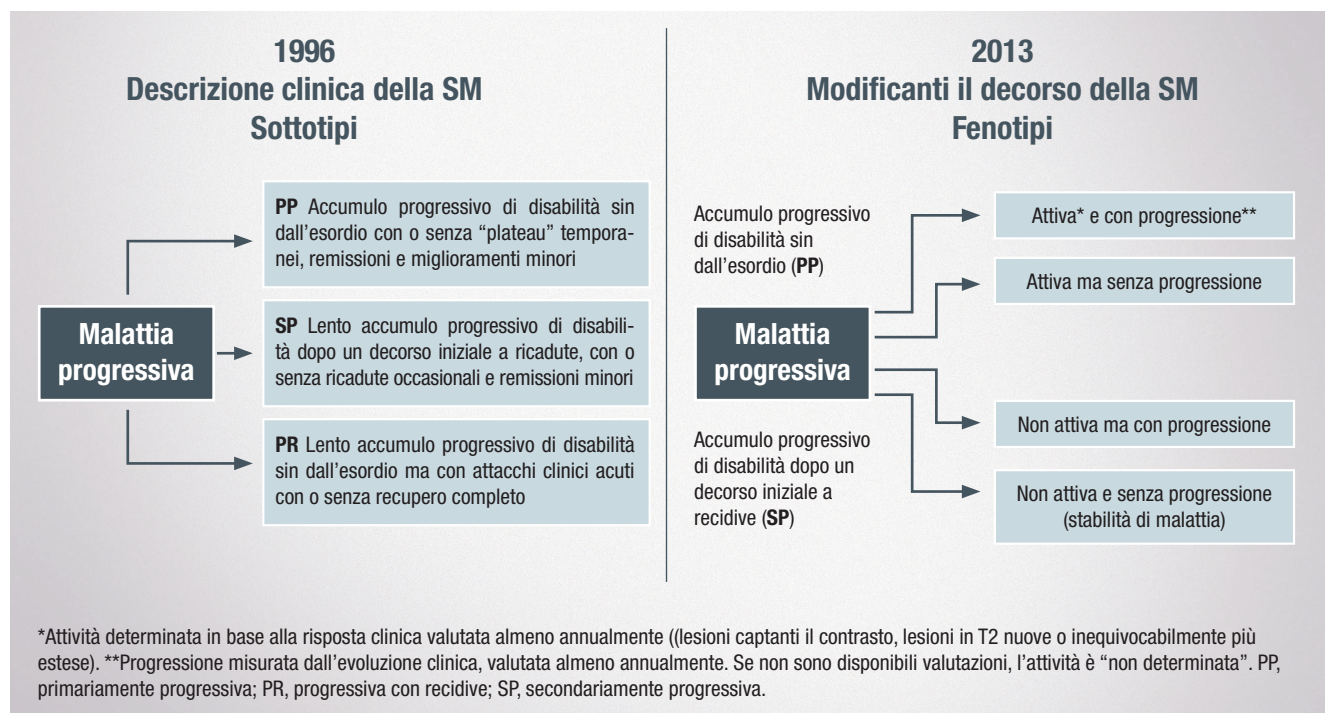 1996
Descrizione clinica della SM
Sottotipi
PP Accumulo progressivo di disabilità sin
dall'esordio con o senza “plateau” tempora-
nei, remissioni e miglioramenti minori
Malattia
progressiva
SP Lento accumulo progressivo di disabili-
tà dopo un decorso iniziale a ricadute, con o
senza ricadute occasionali e remissioni minori
PR Lento accumulo progressivo di disabilità
sin dall'esordio ma con attacchi clinici acuti
con o senza recupero completo
2013
Modificanti il decorso della SM
Fenotipi
Accumulo progressivo
di disabilità sin
dall'esordio (PP)
Malattia
progressiva
Accumulo progressivo
di disabilità dopo un
decorso iniziale a
recidive (SP)
Attiva* e con progressione**
Attiva ma senza progressione
Non attiva ma con progressione
Non attiva e senza progressione
(stabilità di malattia)
*Attività determinata in base alla risposta clinica valutata almeno annualmente ((lesioni captanti il contrasto, lesioni in T2 nuove o inequivocabilmente più
estese). **Progressione misurata dall'evoluzione clinica, valutata almeno annualmente. Se non sono disponibili valutazioni, l'attività è “non determinata”. PP,
primariamente progressiva; PR, progressiva con recidive; SP, secondariamente progressiva.